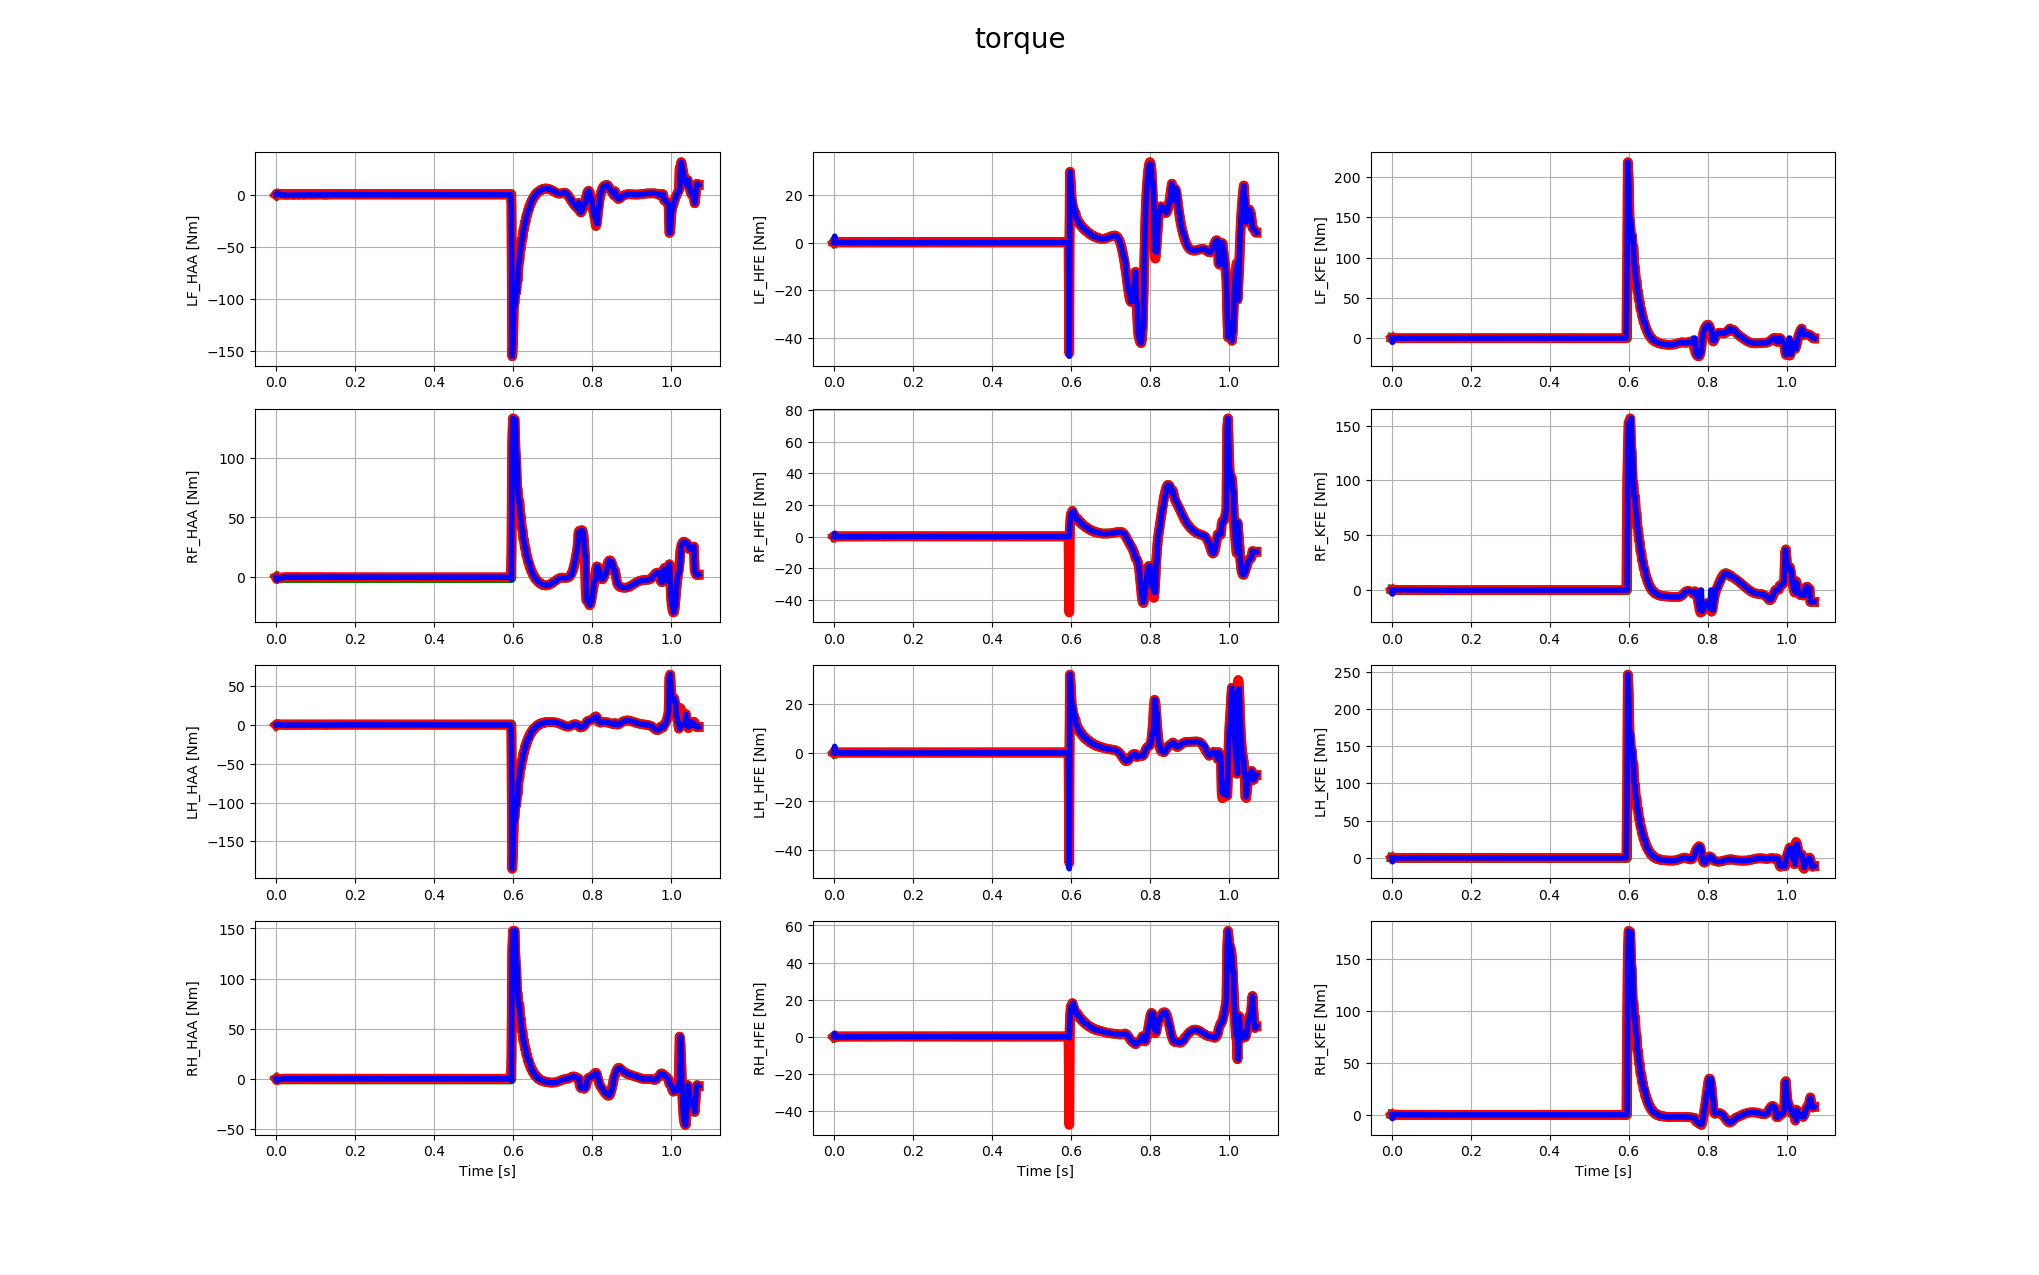 torque
LF_HAA [Nm]
0
−50
−100
−150
0.0 0.2 0.4 0.6 0.8 1.0
LF_HFE [Nm]
20
0
−20
−40
0.0 0.2 0.4 0.6 0.8 1.0
LF_KFE [Nm]
200
150
100
50
0
0.0 0.2 0.4 0.6 0.8 1.0
RF_HAA [Nm]
100
50
0
0.0 0.2 0.4 0.6 0.8 1.0
RF_HFE [Nm]
80
60
40
20
0
−20
−40
0.0 0.2 0.4 0.6 0.8 1.0
RF_KFE [Nm]
150
100
50
0
0.0 0.2 0.4 0.6 0.8 1.0
LH_HAA [Nm]
50
0
−50
−100
−150
0.0 0.2 0.4 0.6 0.8 1.0
LH_HFE [Nm]
20
0
−20
−40
0.0 0.2 0.4 0.6 0.8 1.0
LH_KFE [Nm]
250
200
150
100
50
0
0.0 0.2 0.4 0.6 0.8 1.0
RH_HAA [Nm]
150
100
50
0
−50
0.0 0.2 0.4 0.6 0.8 1.0
Time [s]
RH_HFE [Nm]
60
40
20
0
−20
−40
0.0 0.2 0.4 0.6 0.8 1.0
Time [s]
RH_KFE [Nm]
150
100
50
0
0.0 0.2 0.4 0.6 0.8 1.0
Time [s]